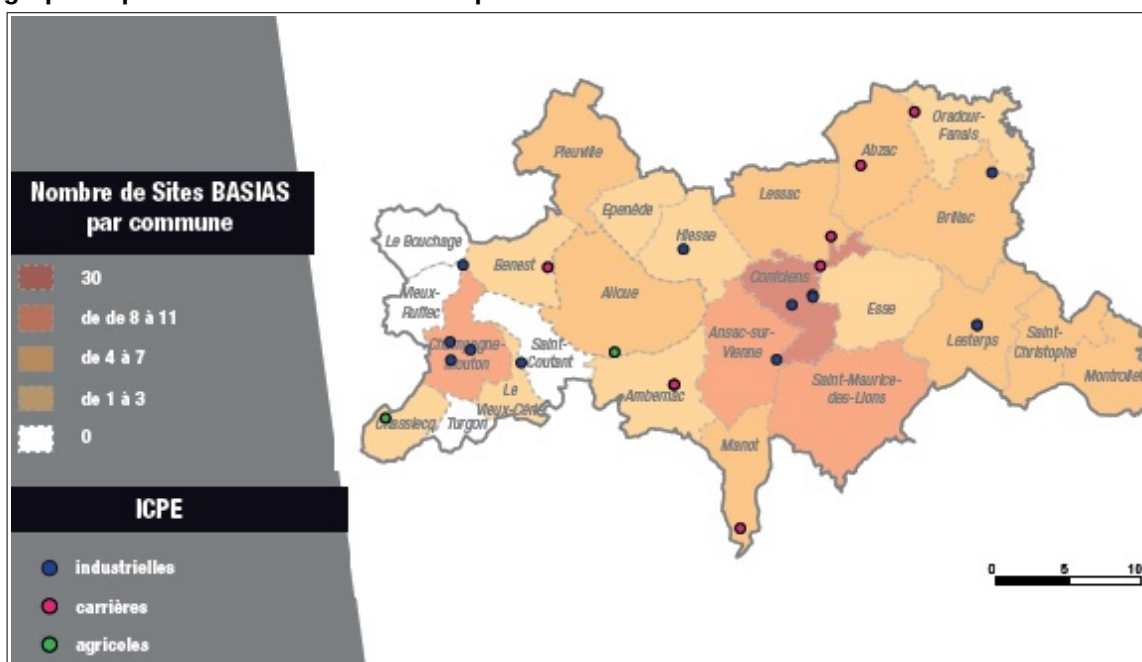 Nombre de Sites BASIAS
par commune
30
de de 8 à 11
de 4 à 7
de 1 à 3
0
ICPE
industrielles
carrières
agricoles
Pleuville
Oradour-
Fanais
Abzac
Lessac
Brillac
Epenède
Hiesse
Le Bouchage
Benest
Vieux-
Ruffec
Alloue
Confolens
Esse
Ansac-sur-
Vienne
Lesterps
Saint-
Christophe
Montrollet
Champagne-
Mouton
Saint-
Coutant
Saint-Maurice-
des-Lions
Le
Vieux-Cérier
Ambernac
Chassiecq
Turgon
Manot
0 5 10